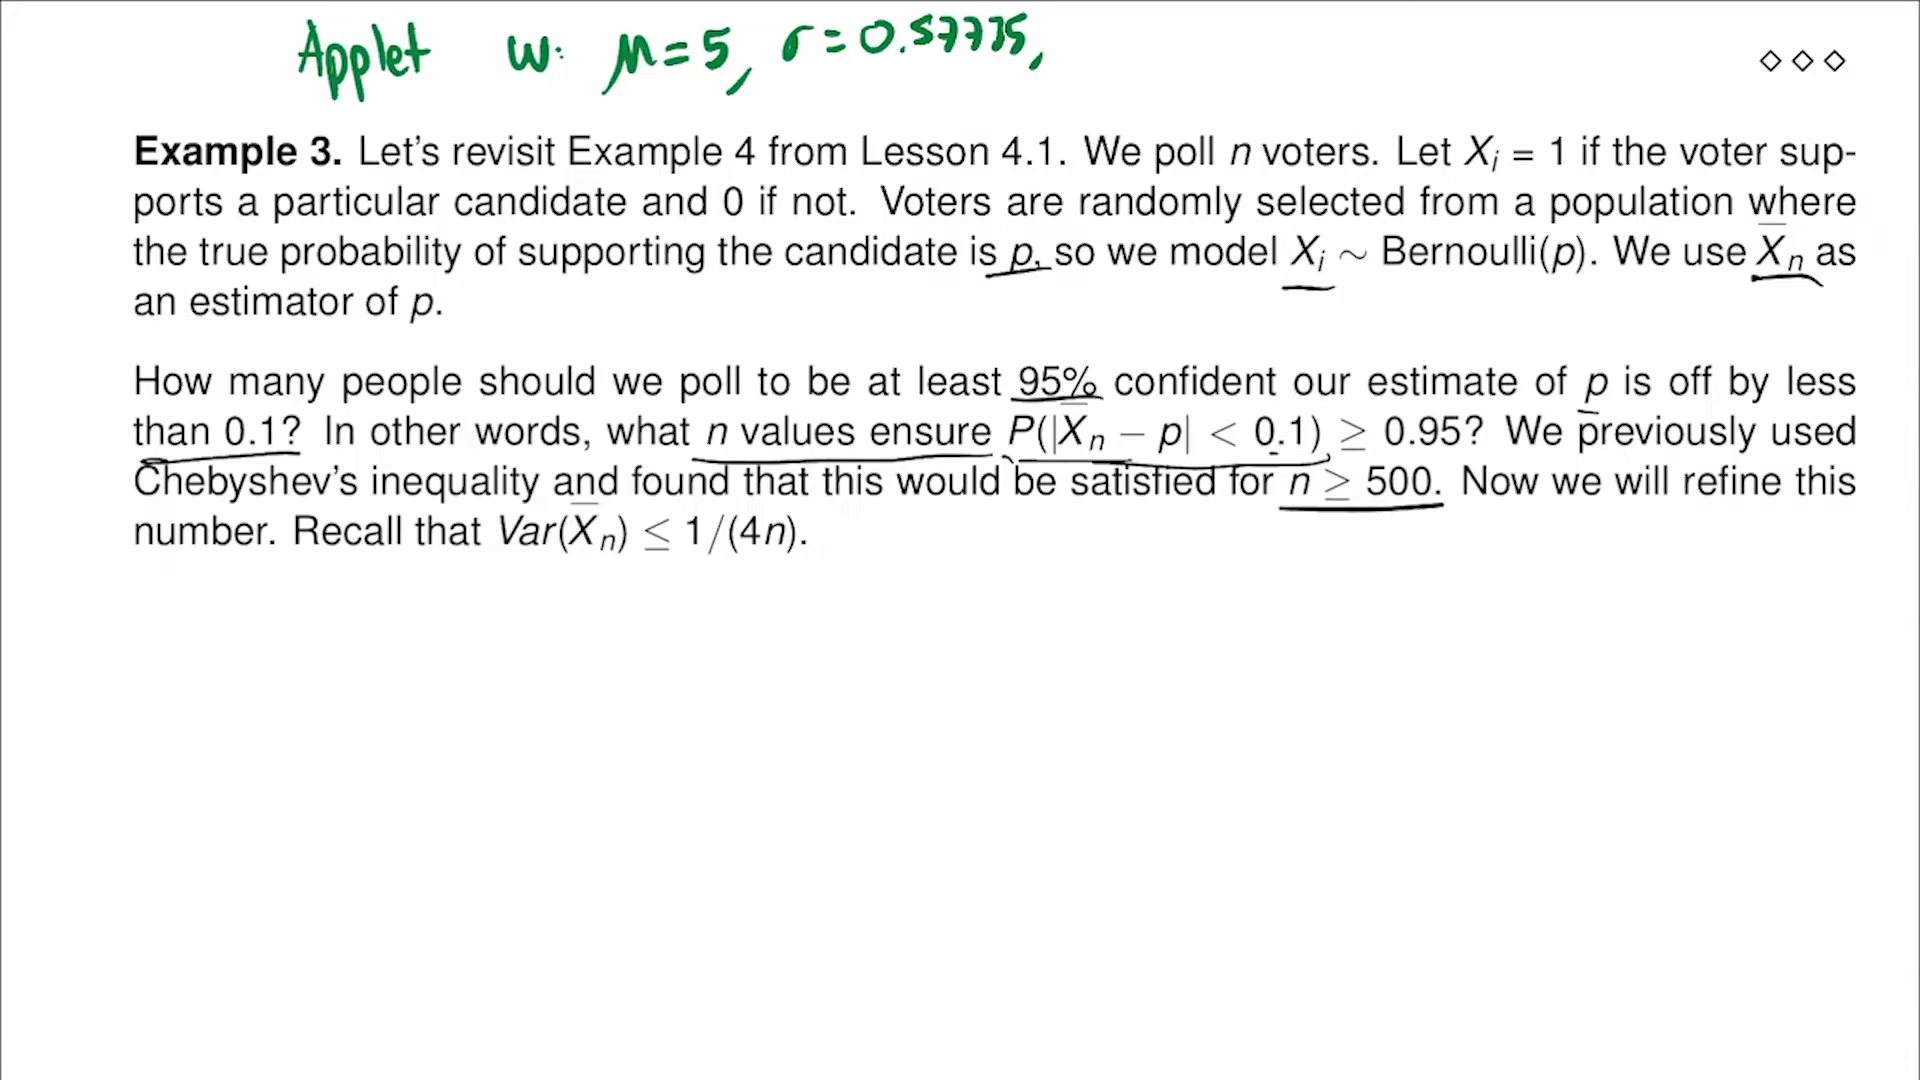 Applet w: μ=5, σ=0.57735,
Example 3. Let's revisit Example 4 from Lesson 4.1. We poll n voters. Let Xᵢ = 1 if the voter sup-
ports a particular candidate and 0 if not. Voters are randomly selected from a population where
the true probability of supporting the candidate is p, so we model Xᵢ ∼ Bernoulli(p). We use X̅ₙ as
an estimator of p.
How many people should we poll to be at least 95% confident our estimate of p is off by less
than 0.1? In other words, what n values ensure P(|X̅ₙ − p| < 0.1) ≥ 0.95? We previously used
Chebyshev's inequality and found that this would be satisfied for n ≥ 500. Now we will refine this
number. Recall that Var(X̅ₙ) ≤ 1/(4n).